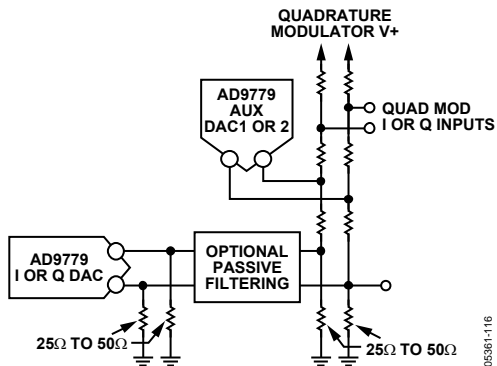 QUADRATURE
MODULATOR V+
AD9779
AUX
DAC1 OR 2
QUAD MOD
I OR Q INPUTS
AD9779
I OR Q DAC
OPTIONAL
PASSIVE
FILTERING
25Ω TO 50Ω
25Ω TO 50Ω
05361-116